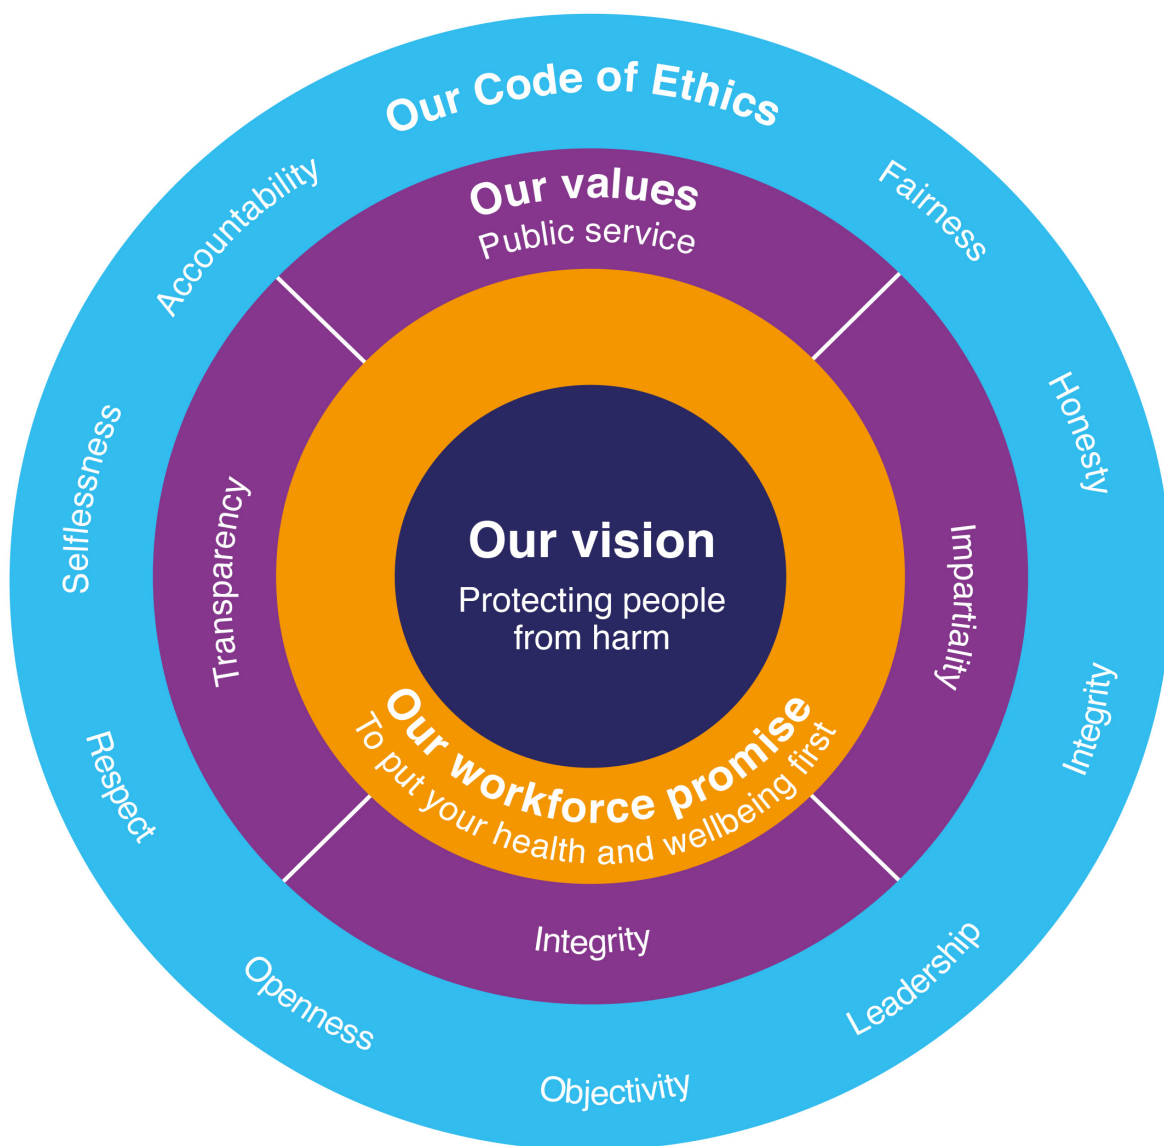 Our Code of Ethics
Fairness
Honesty
Integrity
Leadership
Objectivity
Openness
Respect
Selflessness
Accountability
Our values
Public service
Impartiality
Integrity
Transparency
Our workforce promise
To put your health and wellbeing first
Our vision
Protecting people
from harm